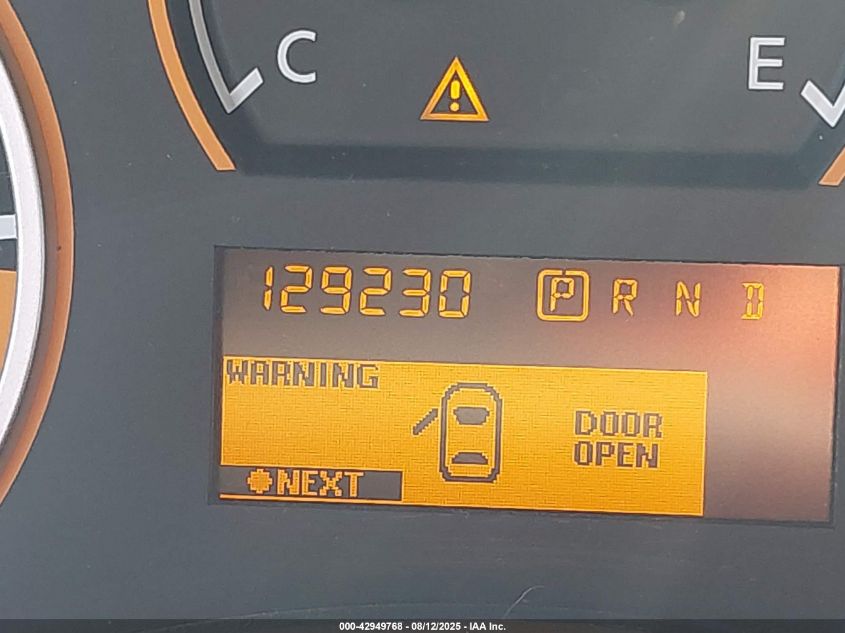 C
E
129230 P R N D
WARNING
DOOR
OPEN
NEXT
000-42949768 - 08/12/2025 - IAA Inc.